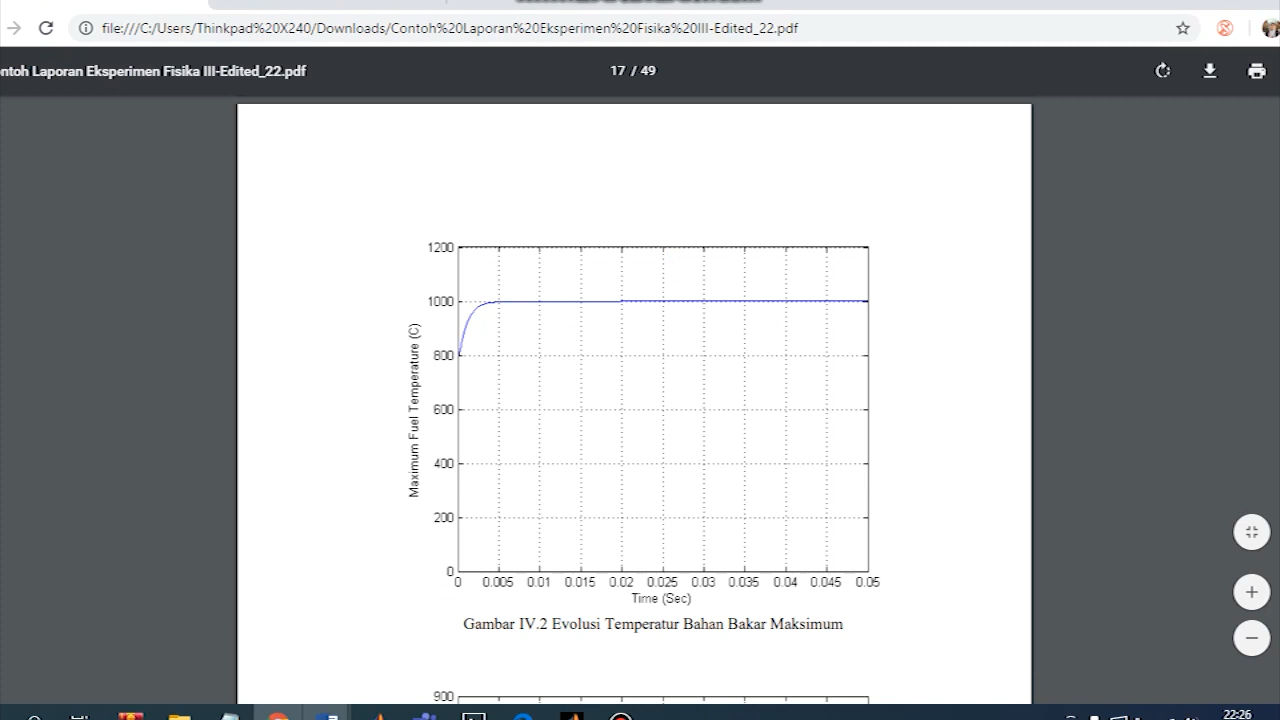 file:///C:/Users/Thinkpad%20X240/Downloads/Contoh%20Laporan%20Eksperimen%20Fisika%20III-Edited_22.pdf
ntoh Laporan Eksperimen Fisika III-Edited_22.pdf
17 / 49
1200
1000
800
600
400
200
0
Maximum Fuel Temperature (C)
0 0.005 0.01 0.015 0.02 0.025 0.03 0.035 0.04 0.045 0.05
Time (Sec)
Gambar IV.2 Evolusi Temperatur Bahan Bakar Maksimum
900
22-26